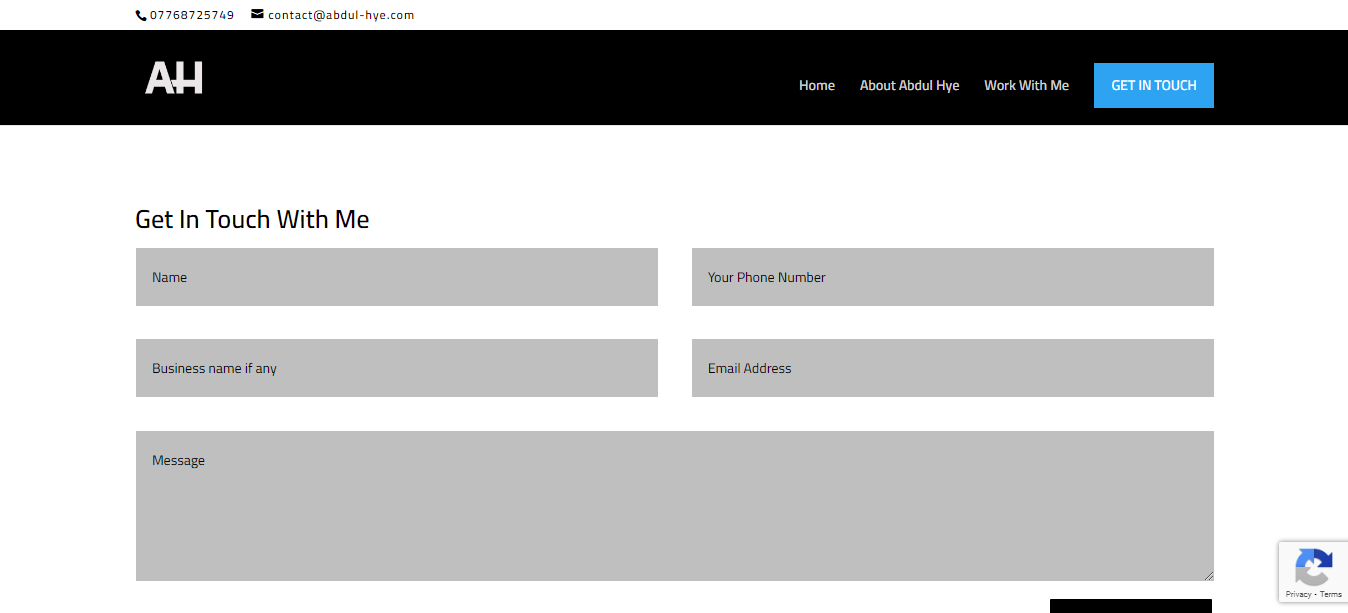 07768725749 contact@abdul-hye.com
AH
Home About Abdul Hye Work With Me GET IN TOUCH
Get In Touch With Me
Name Your Phone Number
Business name if any Email Address
Message
Privacy - Terms